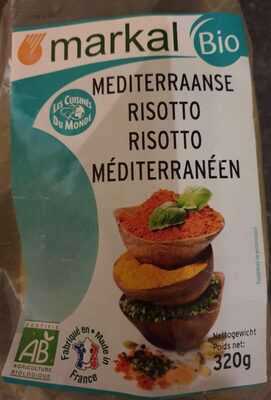 markal Bio
LES CUISINES
DU MONDE
MEDITERRAANSE
RISOTTO
RISOTTO
MÉDITERRANÉEN
Suggestion de présentation
Nettogewicht
Poids net:
320g
CERTIFIÉ
AB
AGRICULTURE
BIOLOGIQUE
Fabriqué en • Made in
France